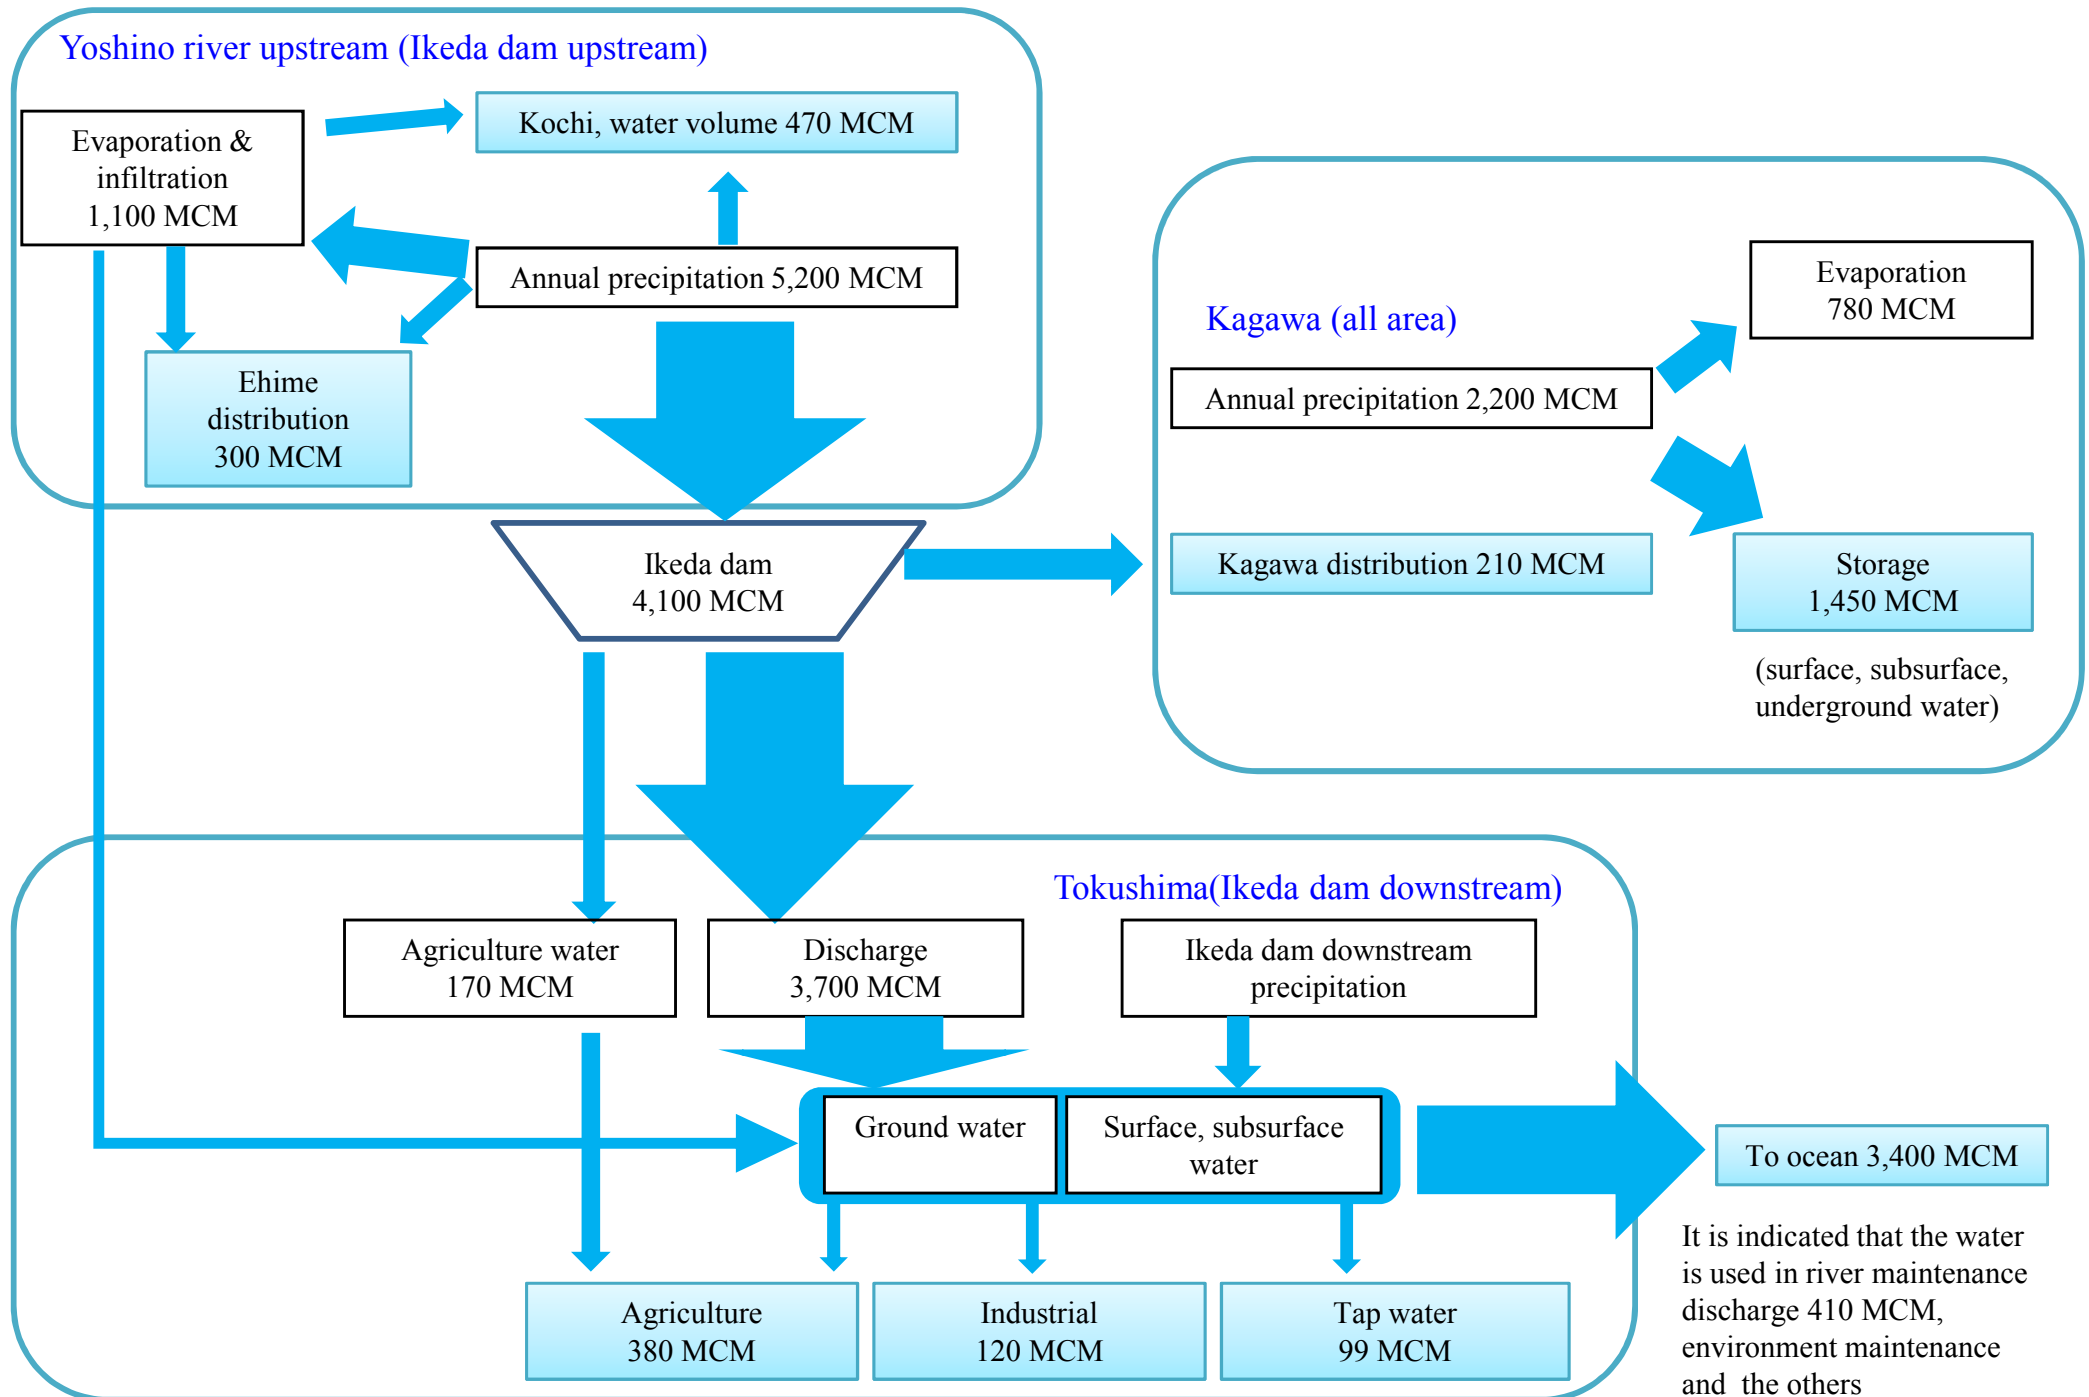 Yoshino river upstream (Ikeda dam upstream)
Evaporation &
infiltration
1,100 MCM
Kochi, water volume 470 MCM
Annual precipitation 5,200 MCM
Ehime
distribution
300 MCM
Ikeda dam
4,100 MCM
Kagawa (all area)
Evaporation
780 MCM
Annual precipitation 2,200 MCM
Kagawa distribution 210 MCM
Storage
1,450 MCM
(surface, subsurface,
underground water)
Tokushima(Ikeda dam downstream)
Agriculture water
170 MCM
Discharge
3,700 MCM
Ikeda dam downstream
precipitation
Ground water
Surface, subsurface
water
To ocean 3,400 MCM
Agriculture
380 MCM
Industrial
120 MCM
Tap water
99 MCM
It is indicated that the water
is used in river maintenance
discharge 410 MCM,
environment maintenance
and the others